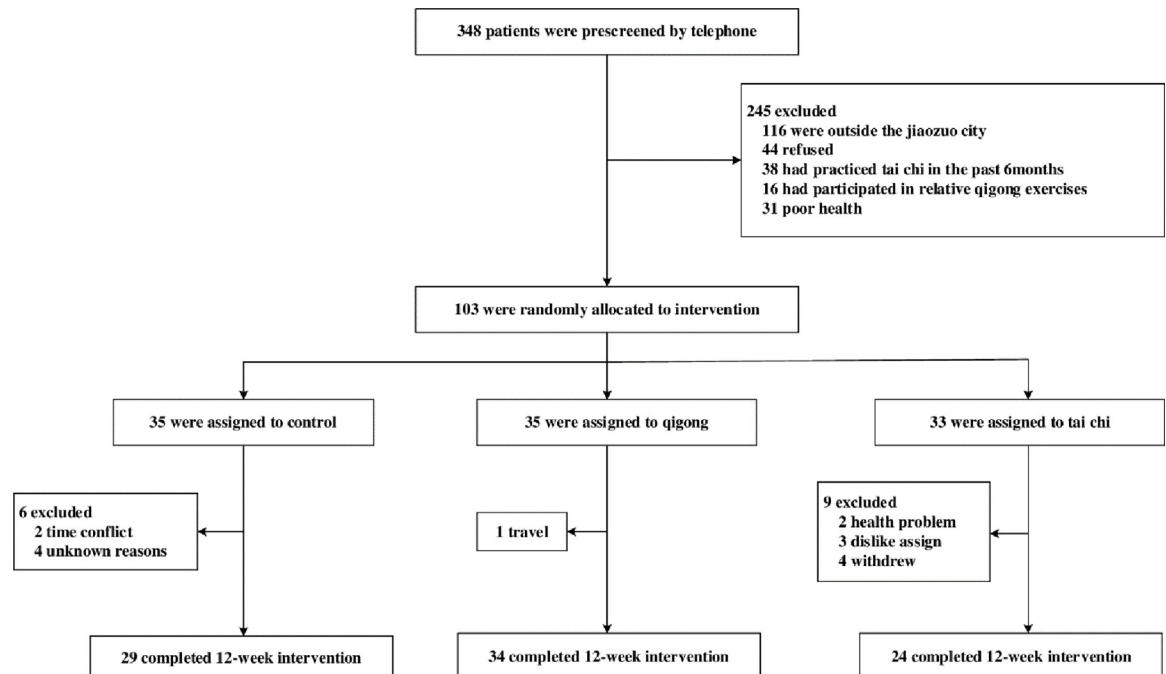 348 patients were prescreened by telephone
245 excluded
116 were outside the jiaozuo city
44 refused
38 had practiced tai chi in the past 6months
16 had participated in relative qigong exercises
31 poor health
103 were randomly allocated to intervention
35 were assigned to control
35 were assigned to qigong
33 were assigned to tai chi
6 excluded
2 time conflict
4 unknown reasons
1 travel
9 excluded
2 health problem
3 dislike assign
4 withdrew
29 completed 12-week intervention
34 completed 12-week intervention
24 completed 12-week intervention